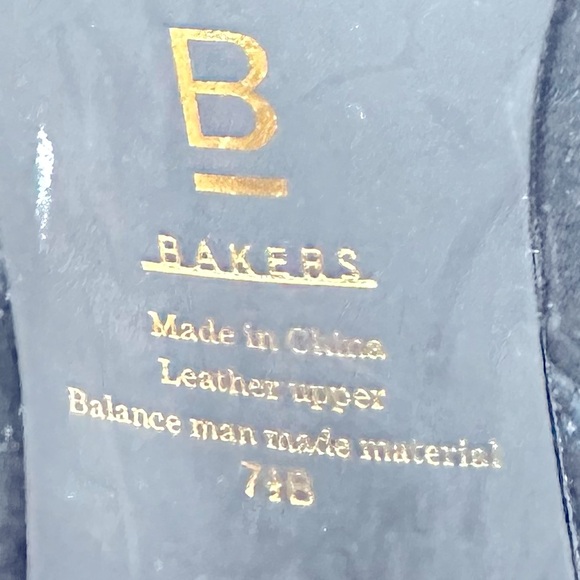 B
BAKERS
Made in China
Leather upper
Balance man made material
7½B